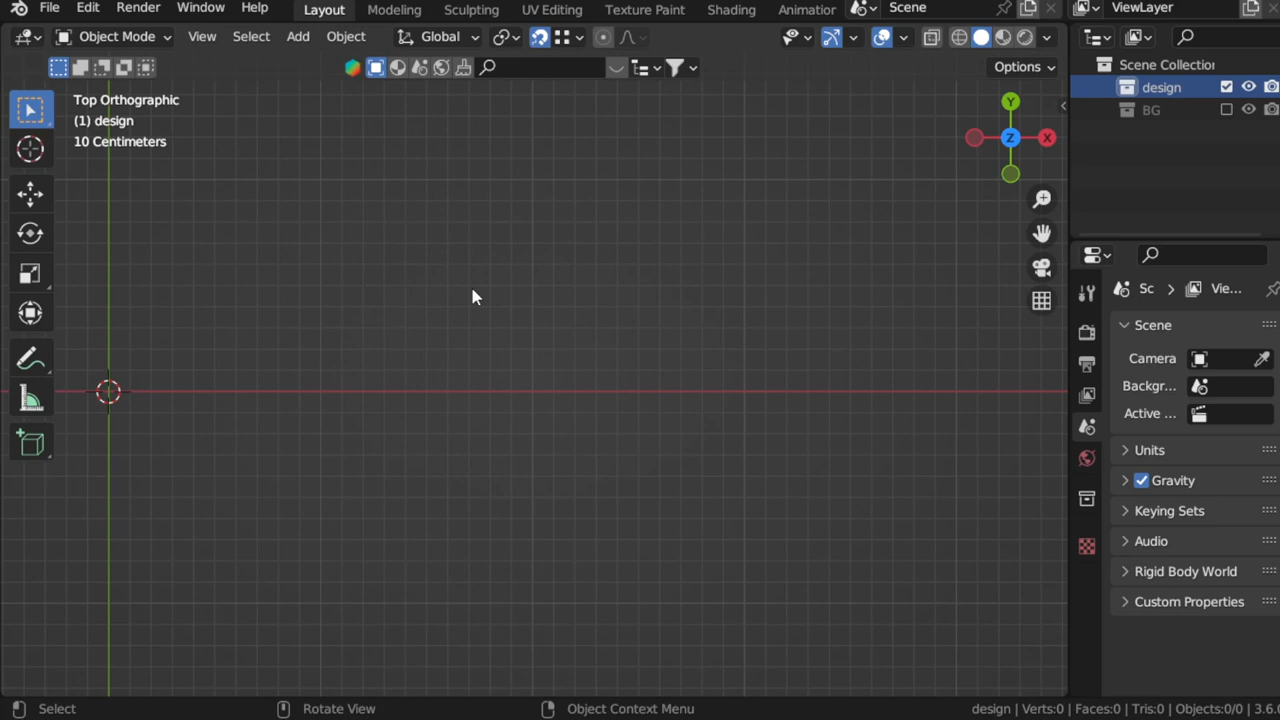 File Edit Render Window Help Layout Modeling Sculpting UV Editing Texture Paint Shading Animator Scene ViewLayer
Object Mode View Select Add Object Global
Options
Scene Collection
Top Orthographic
(1) design
10 Centimeters
design
BG
Y
Z
X
Sc > Vie...
Scene
Camera
Backgr...
Active ...
Units
Gravity
Keying Sets
Audio
Rigid Body World
Custom Properties
Select Rotate View Object Context Menu design | Verts:0 | Faces:0 | Tris:0 | Objects:0/0 | 3.6.